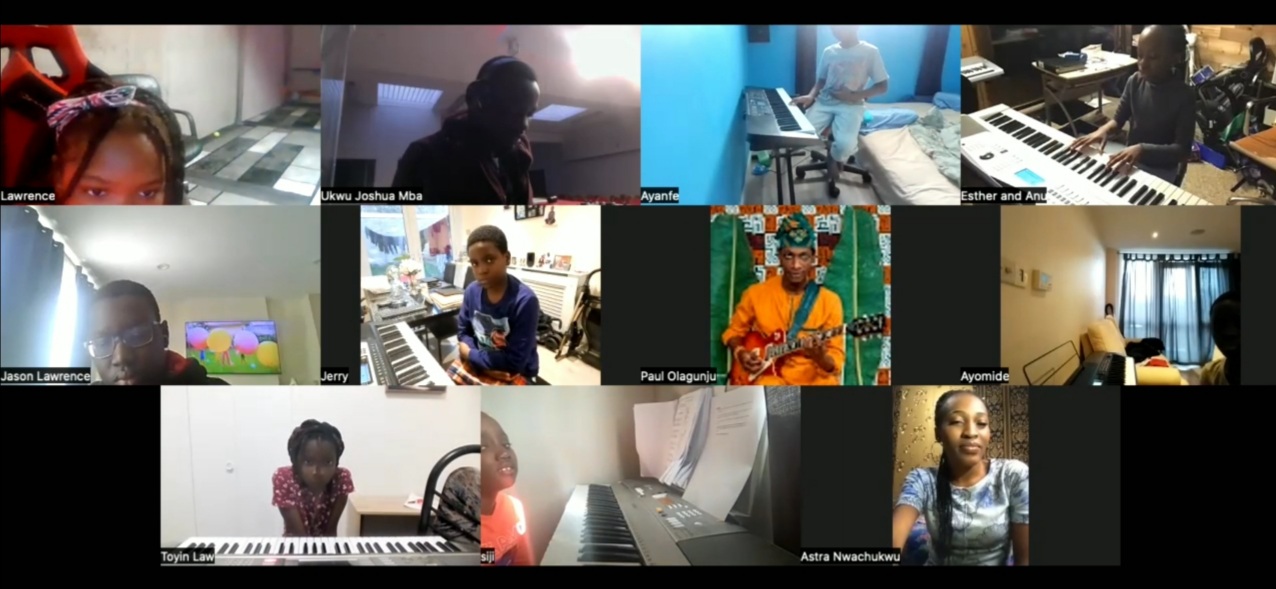 Lawrence
Ukwu Joshua Mba
Ayanfe
Esther and Anu
Jason Lawrence
Jerry
Paul Olagunju
Ayomide
Toyin Law
siji
Astra Nwachukwu